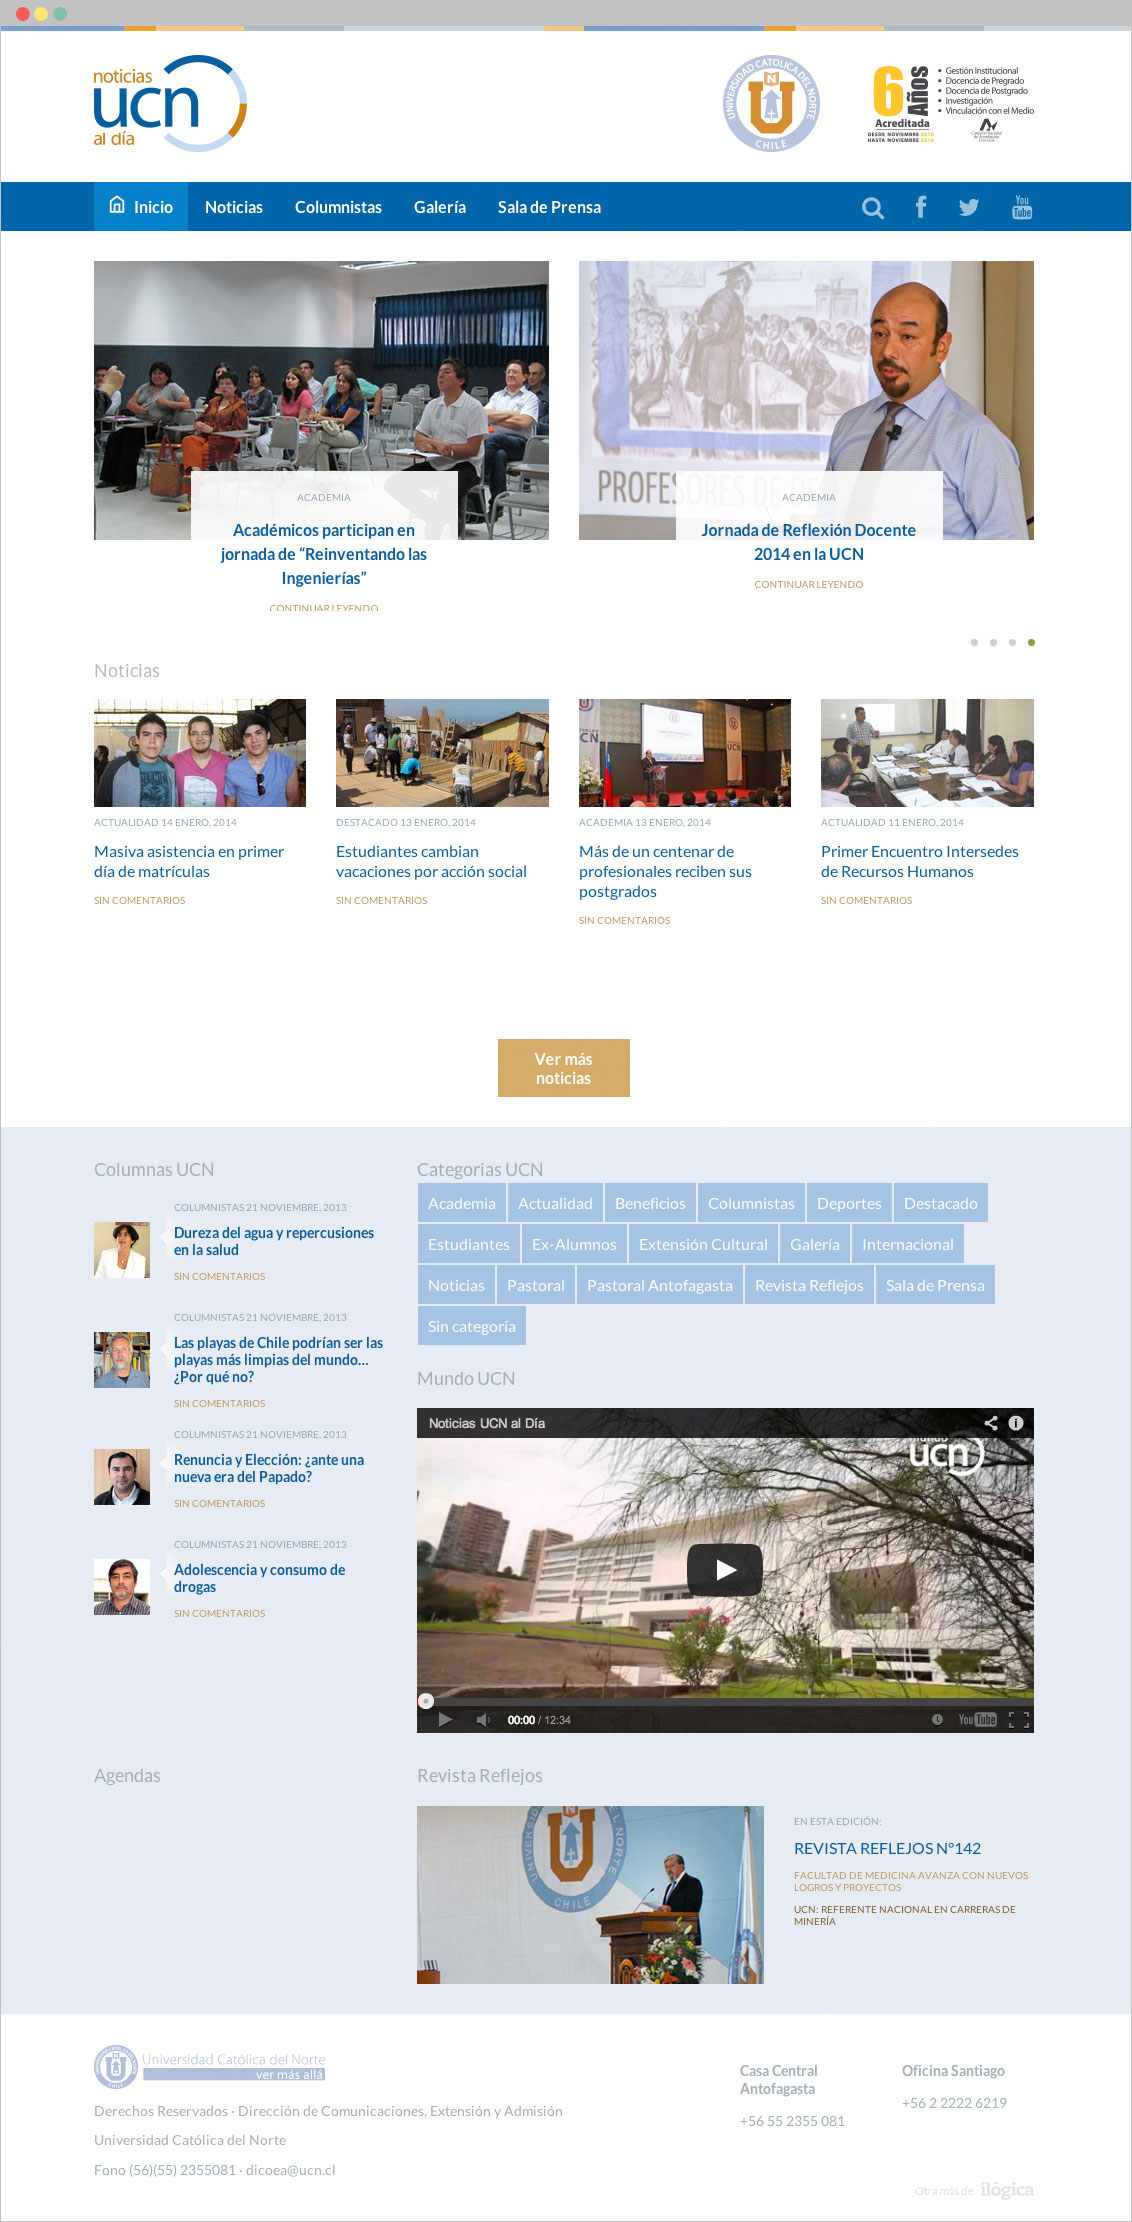 noticias
ucn
al día
UNIVERSIDAD CATOLICA DEL NORTE
CHILE
6 Años
Acreditada
DESDE NOVIEMBRE 2010
HASTA NOVIEMBRE 2016
• Gestión Institucional
• Docencia de Pregrado
• Docencia de Postgrado
• Investigación
• Vinculación con el Medio
Inicio
Noticias
Columnistas
Galería
Sala de Prensa
You
Tube
PROFESORES DE DE
ACADEMIA
Académicos participan en
jornada de “Reinventando las
Ingenierías”
CONTINUAR LEYENDO
ACADEMIA
Jornada de Reflexión Docente
2014 en la UCN
CONTINUAR LEYENDO
Noticias
UCN
UCN
ACTUALIDAD 14 ENERO, 2014
Masiva asistencia en primer
día de matrículas
SIN COMENTARIOS
DESTACADO 13 ENERO, 2014
Estudiantes cambian
vacaciones por acción social
SIN COMENTARIOS
ACADEMIA 13 ENERO, 2014
Más de un centenar de
profesionales reciben sus
postgrados
SIN COMENTARIOS
ACTUALIDAD 11 ENERO, 2014
Primer Encuentro Intersedes
de Recursos Humanos
SIN COMENTARIOS
Ver más
noticias
Columnas UCN
COLUMNISTAS 21 NOVIEMBRE, 2013
Dureza del agua y repercusiones
en la salud
SIN COMENTARIOS
COLUMNISTAS 21 NOVIEMBRE, 2013
Las playas de Chile podrían ser las
playas más limpias del mundo…
¿Por qué no?
SIN COMENTARIOS
COLUMNISTAS 21 NOVIEMBRE, 2013
Renuncia y Elección: ¿ante una
nueva era del Papado?
SIN COMENTARIOS
COLUMNISTAS 21 NOVIEMBRE, 2013
Adolescencia y consumo de
drogas
SIN COMENTARIOS
Categorias UCN
Academia Actualidad Beneficios Columnistas Deportes Destacado
Estudiantes Ex-Alumnos Extensión Cultural Galería Internacional
Noticias Pastoral Pastoral Antofagasta Revista Reflejos Sala de Prensa
Sin categoría
Mundo UCN
Noticias UCN al Día
mundo
ucn
00:00 / 12:34
YouTube
Agendas
Revista Reflejos
CHILE
EN ESTA EDICIÓN:
REVISTA REFLEJOS N°142
FACULTAD DE MEDICINA AVANZA CON NUEVOS
LOGROS Y PROYECTOS
UCN: REFERENTE NACIONAL EN CARRERAS DE
MINERÍA
Universidad Católica del Norte
ver más allá
Derechos Reservados · Dirección de Comunicaciones, Extensión y Admisión
Universidad Católica del Norte
Fono (56)(55) 2355081 · dicoea@ucn.cl
Casa Central
Antofagasta
+56 55 2355 081
Oficina Santiago
+56 2 2222 6219
Otra más de ilógica